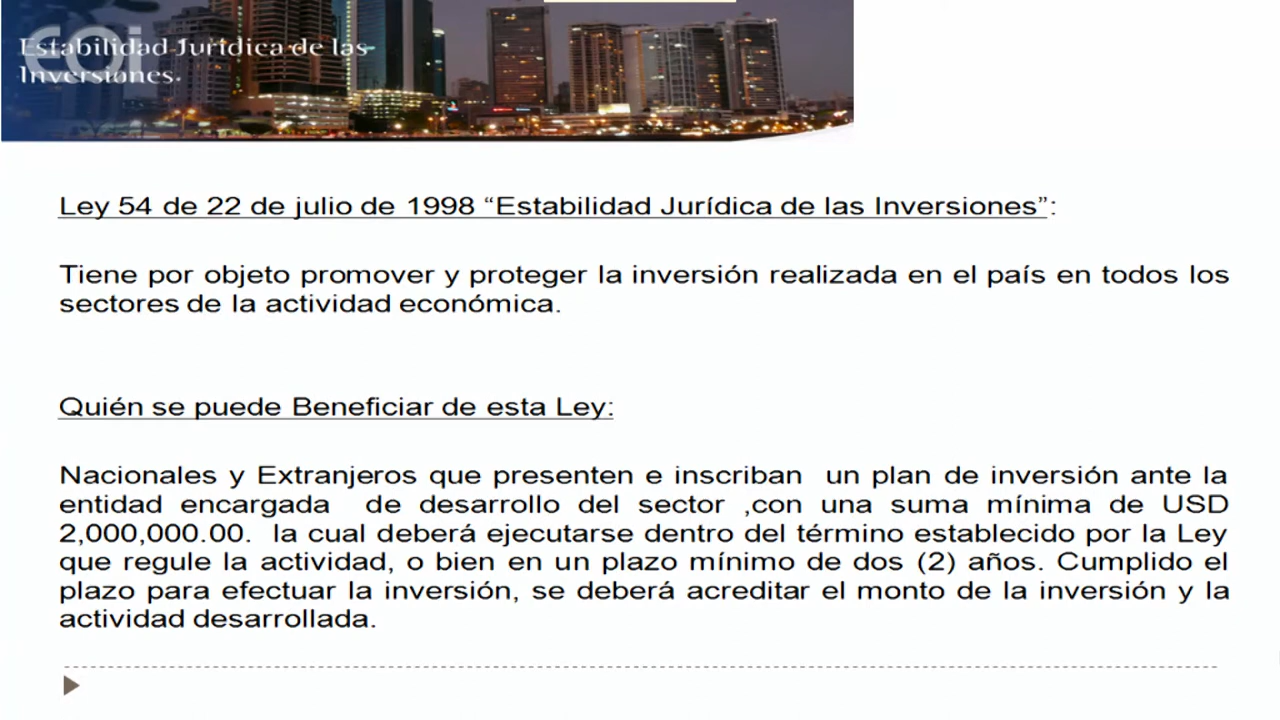 EOi
Estabilidad Jurídica de las
Inversiones.
Ley 54 de 22 de julio de 1998 “Estabilidad Jurídica de las Inversiones”:
Tiene por objeto promover y proteger la inversión realizada en el país en todos los
sectores de la actividad económica.
Quién se puede Beneficiar de esta Ley:
Nacionales y Extranjeros que presenten e inscriban un plan de inversión ante la
entidad encargada de desarrollo del sector ,con una suma mínima de USD
2,000,000.00. la cual deberá ejecutarse dentro del término establecido por la Ley
que regule la actividad, o bien en un plazo mínimo de dos (2) años. Cumplido el
plazo para efectuar la inversión, se deberá acreditar el monto de la inversión y la
actividad desarrollada.